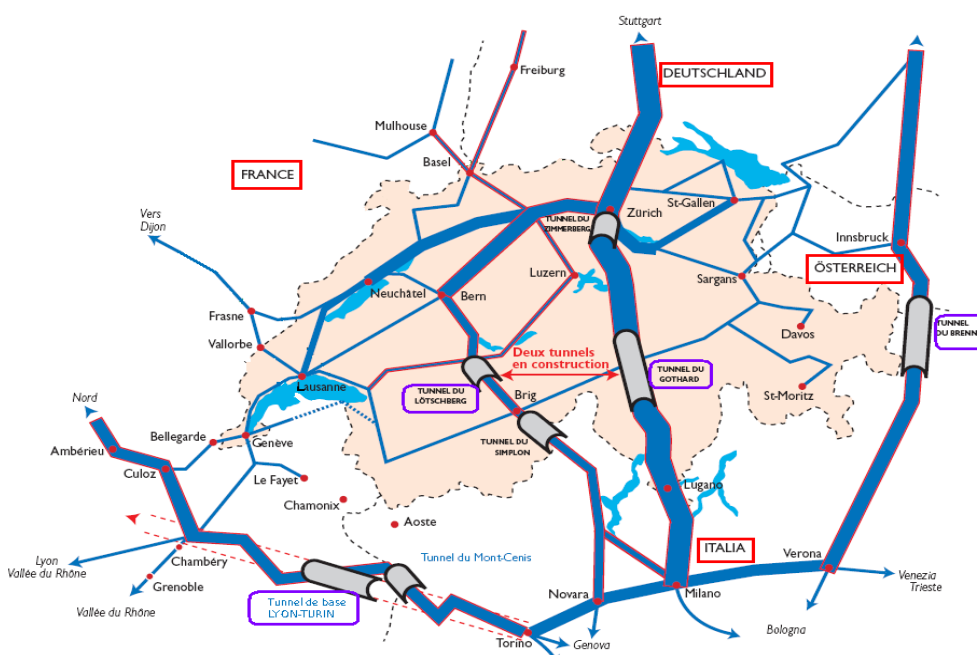 Stuttgart
DEUTSCHLAND
Freiburg
Mulhouse
Basel
FRANCE
Zürich
St-Gallen
TUNNEL DU
ZIMMERBERG
Vers
Dijon
Innsbruck
ÖSTERREICH
Luzern
Sargans
Neuchâtel
Bern
Frasne
Vallorbe
Davos
TUNNEL
DU BRENN
Deux tunnels
en construction
TUNNEL DU
GOTHARD
Lausanne
TUNNEL DU
LÖTSCHBERG
St-Moritz
Brig
Nord
Bellegarde
Genève
TUNNEL DU
SIMPLON
Ambérieu
Culoz
Le Fayet
Lugano
Chamonix
Aoste
Tunnel du Mont-Cenis
ITALIA
Verona
Lyon
Vallée du Rhône
Chambéry
Grenoble
Venezia
Trieste
Novara
Milano
Tunnel de base
LYON-TURIN
Vallée du Rhône
Torino
Genova
Bologna